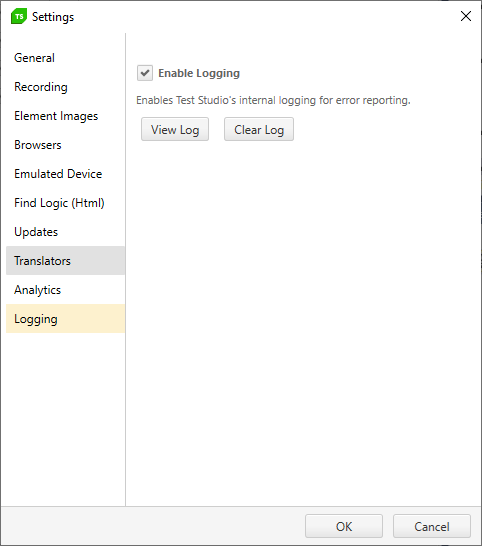 TS Settings
General
Recording
Element Images
Browsers
Emulated Device
Find Logic (Html)
Updates
Translators
Analytics
Logging
Enable Logging
Enables Test Studio's internal logging for error reporting.
View Log Clear Log
OK Cancel